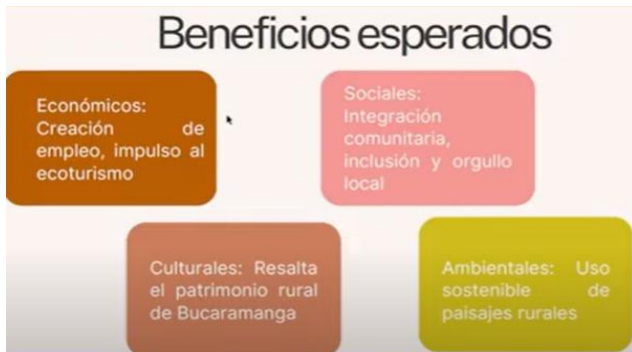 Beneficios esperados
Económicos:
Creación de
empleo, impulso al
ecoturismo
Sociales:
Integración
comunitaria,
inclusión y orgullo
local
Culturales: Resalta
el patrimonio rural
de Bucaramanga
Ambientales: Uso
sostenible de
paisajes rurales